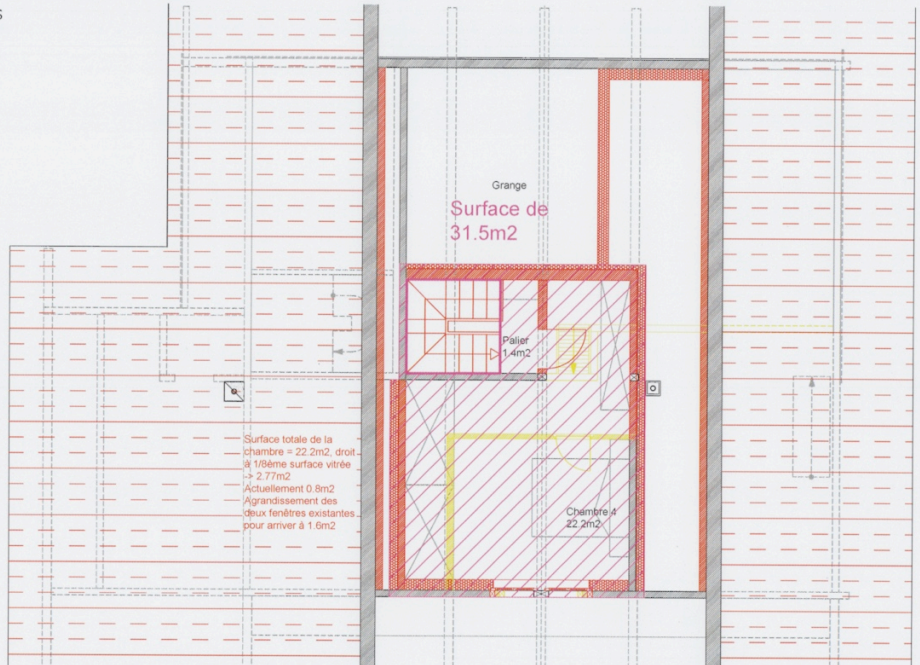 s
Grange
Surface de
31.5m2
Palier
1.4m2
Surface totale de la
chambre = 22.2m2, droit
à 1/8ème surface vitrée
-> 2.77m2
Actuellement 0.8m2
Agrandissement des
deux fenêtres existantes
pour arriver à 1.6m2
Chambre 4
22.2m2